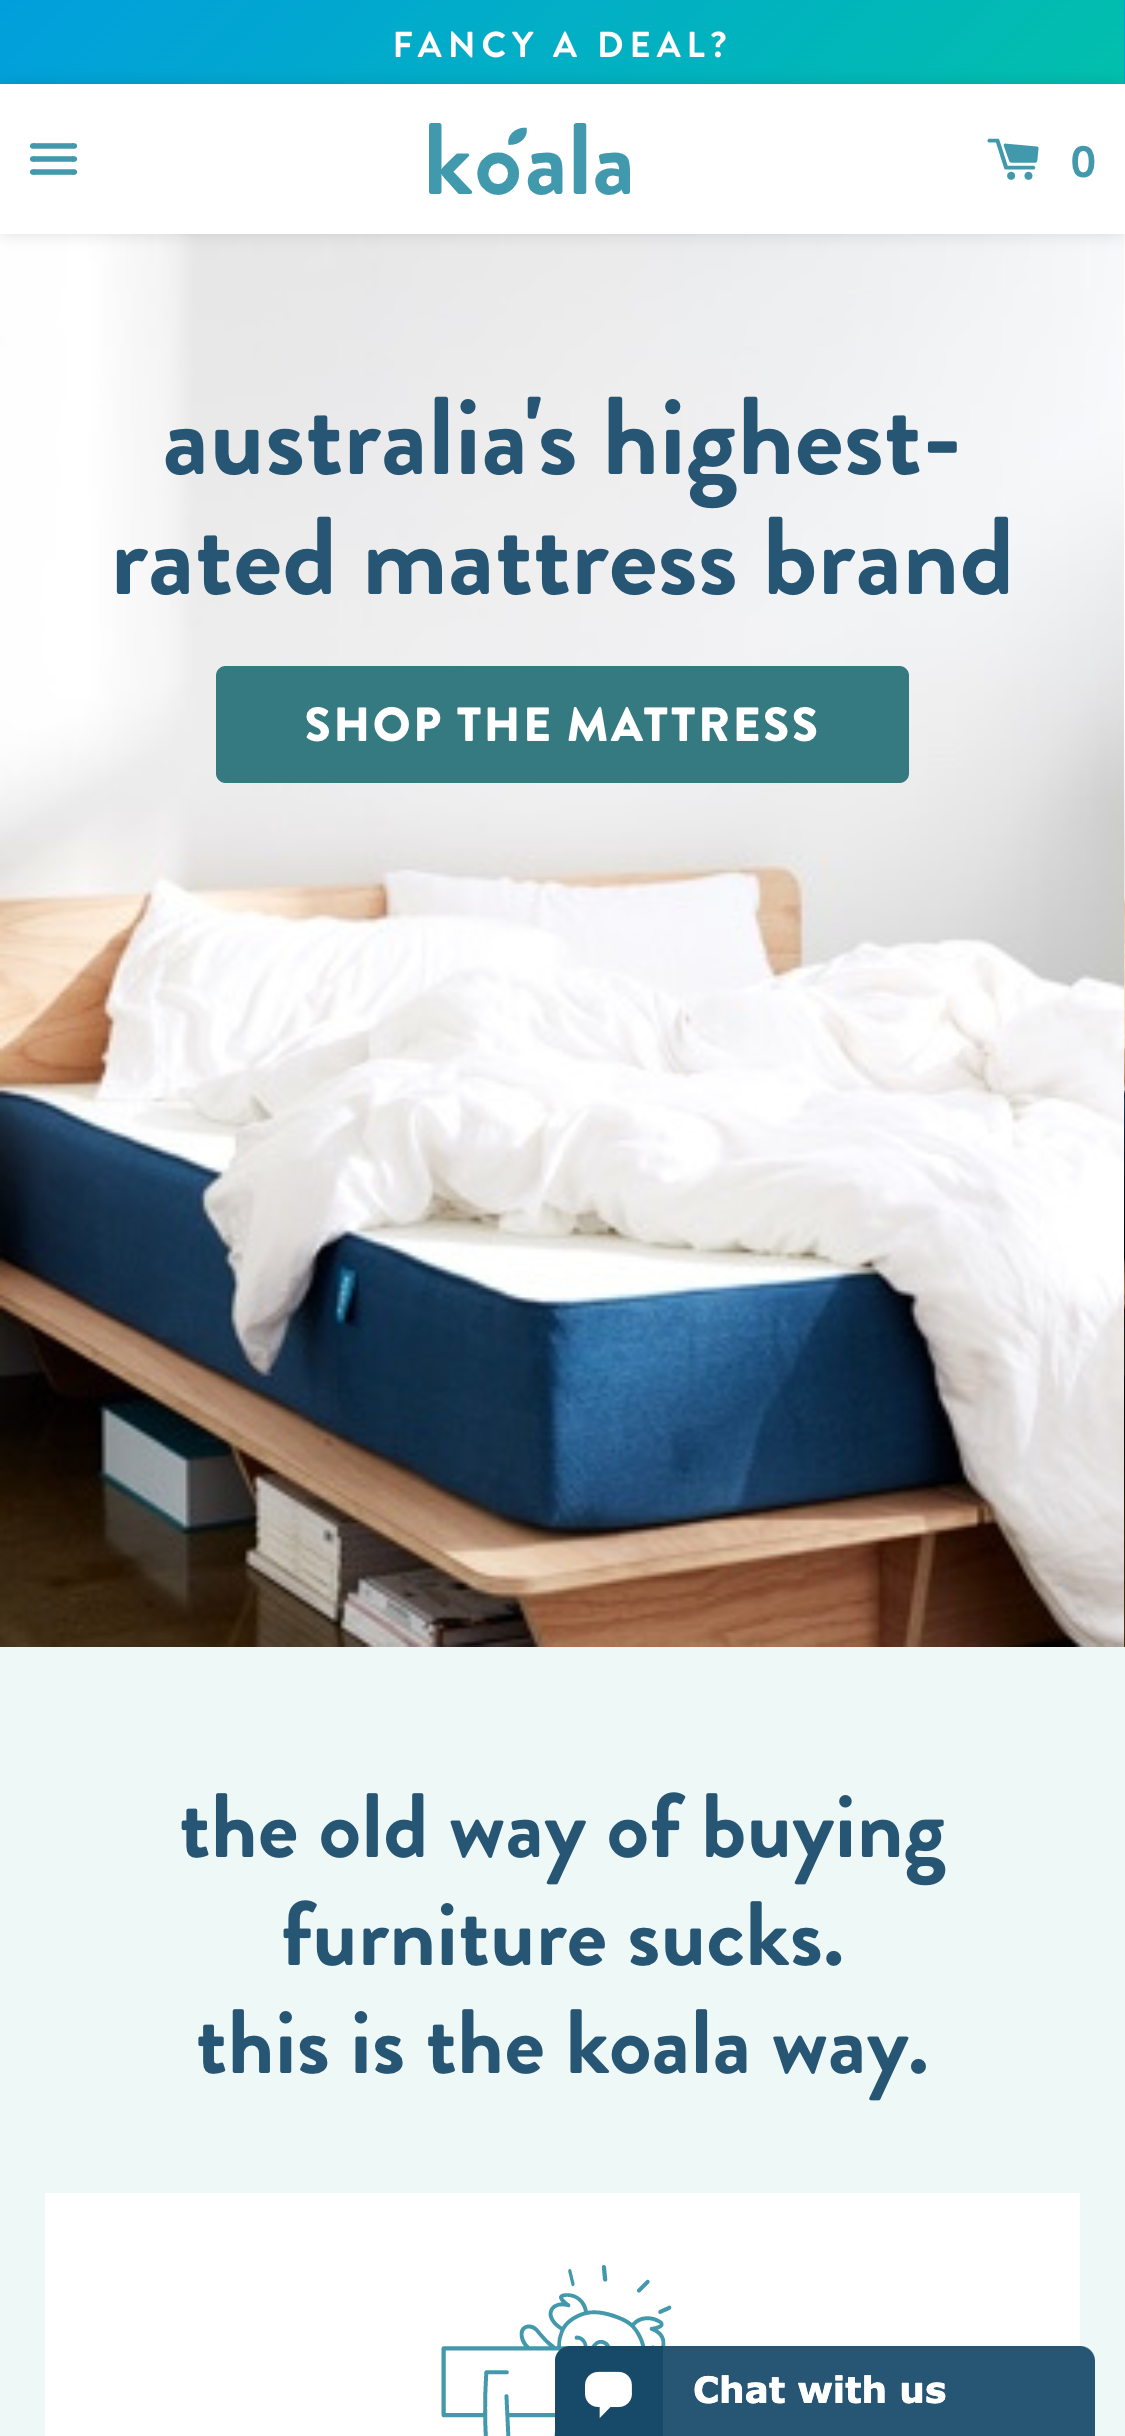 FANCY A DEAL?
koala
0
australia's highest-
rated mattress brand
SHOP THE MATTRESS
the old way of buying
furniture sucks.
this is the koala way.
Chat with us